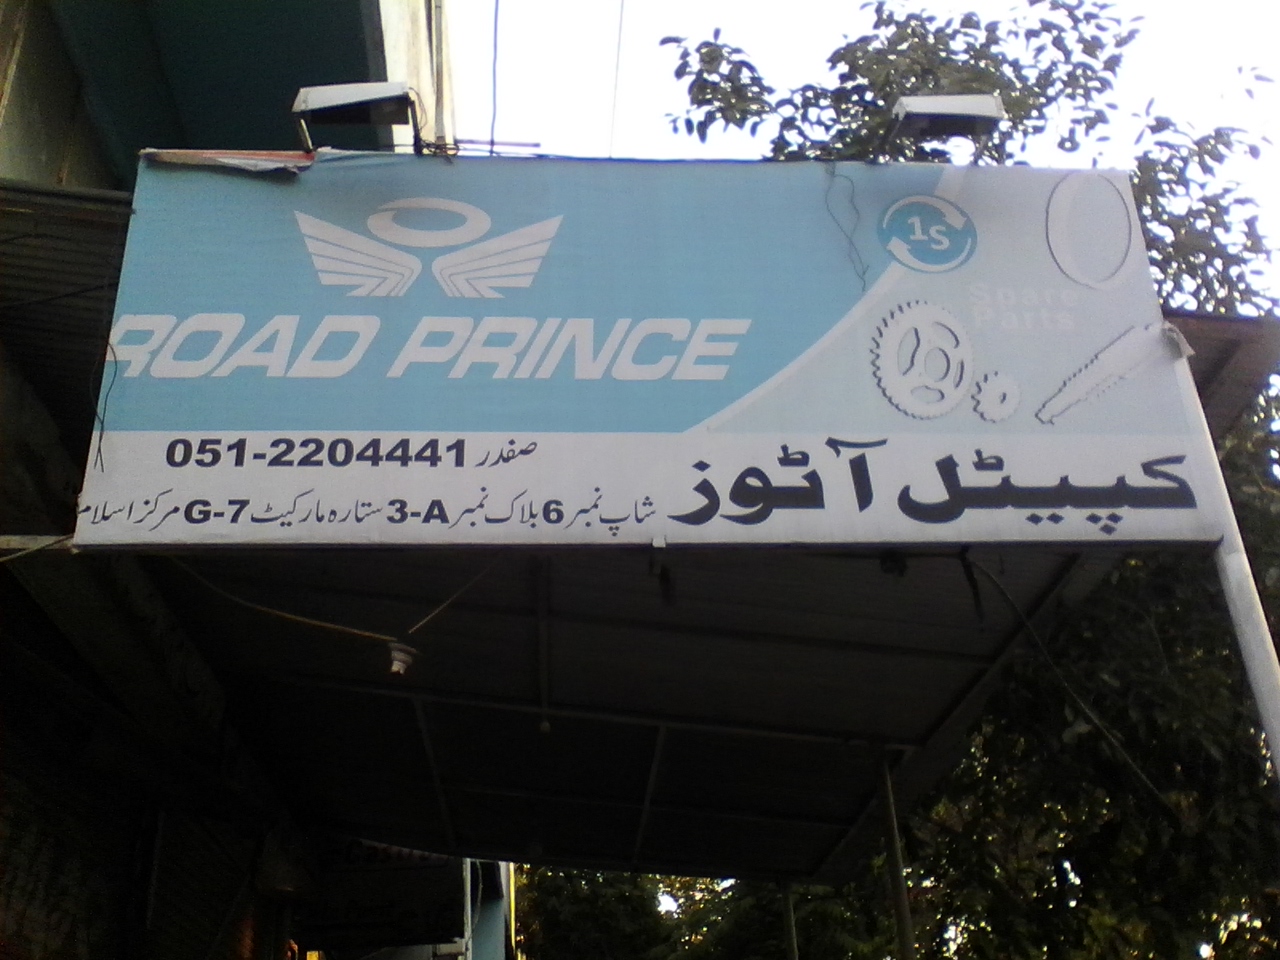 1S
Spare
Parts
ROAD PRINCE
صفدر 051-2204441
کیپیٹل آٹوز
شاپ نمبر 6 بلاک نمبر 3-A ستارہ مارکیٹ G-7 مرکز اسلام